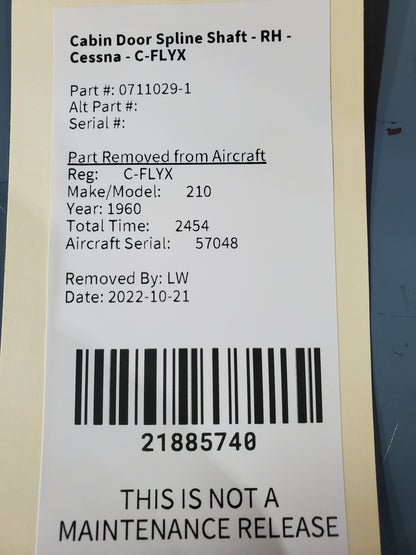 Cabin Door Spline Shaft - RH -
Cessna - C-FLYX
Part #: 0711029-1
Alt Part #:
Serial #:
Part Removed from Aircraft
Reg: C-FLYX
Make/Model: 210
Year: 1960
Total Time: 2454
Aircraft Serial: 57048
Removed By: LW
Date: 2022-10-21
21885740
THIS IS NOT A
MAINTENANCE RELEASE